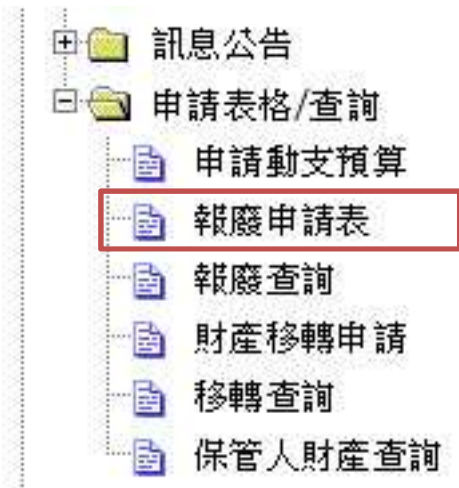 訊息公告
申請表格/查詢
申請動支預算
報廢申請表
報廢查詢
財產移轉申請
移轉查詢
保管人財產查詢